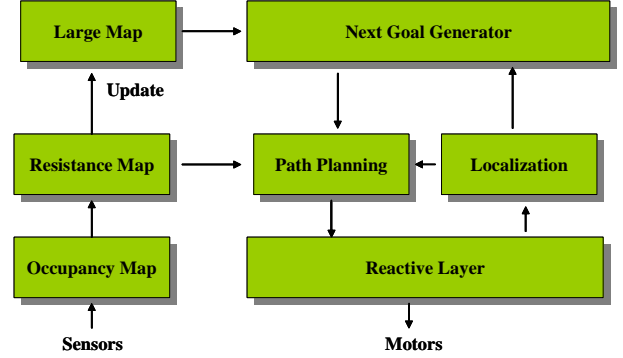 Large Map
Next Goal Generator
Update
Resistance Map
Path Planning
Localization
Occupancy Map
Reactive Layer
Sensors
Motors